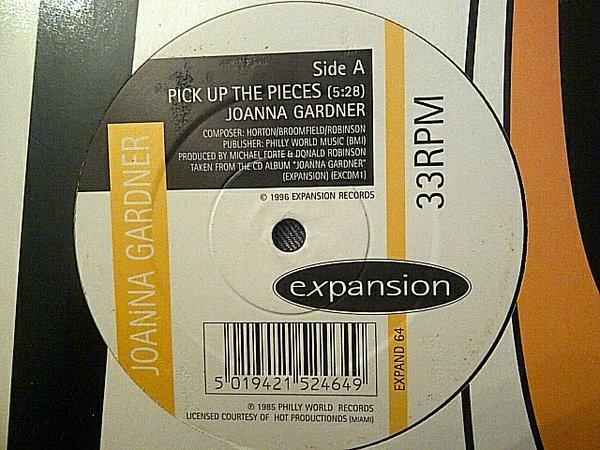 Side A
PICK UP THE PIECES (5:28)
JOANNA GARDNER
COMPOSER: HORTON/BROOMFIELD/ROBINSON
PUBLISHER: PHILLY WORLD MUSIC (BMI)
PRODUCED BY MICHAEL FORTE & DONALD ROBINSON
TAKEN FROM THE CD ALBUM "JOANNA GARDNER"
(EXPANSION) (EXCDM1)
© 1996 EXPANSION RECORDS
JOANNA GARDNER
33RPM
expansion
EXPAND 64
5 019421 524649
℗ 1985 PHILLY WORLD RECORDS
LICENSED COURTESY OF HOT PRODUCTIONDS (MIAMI)